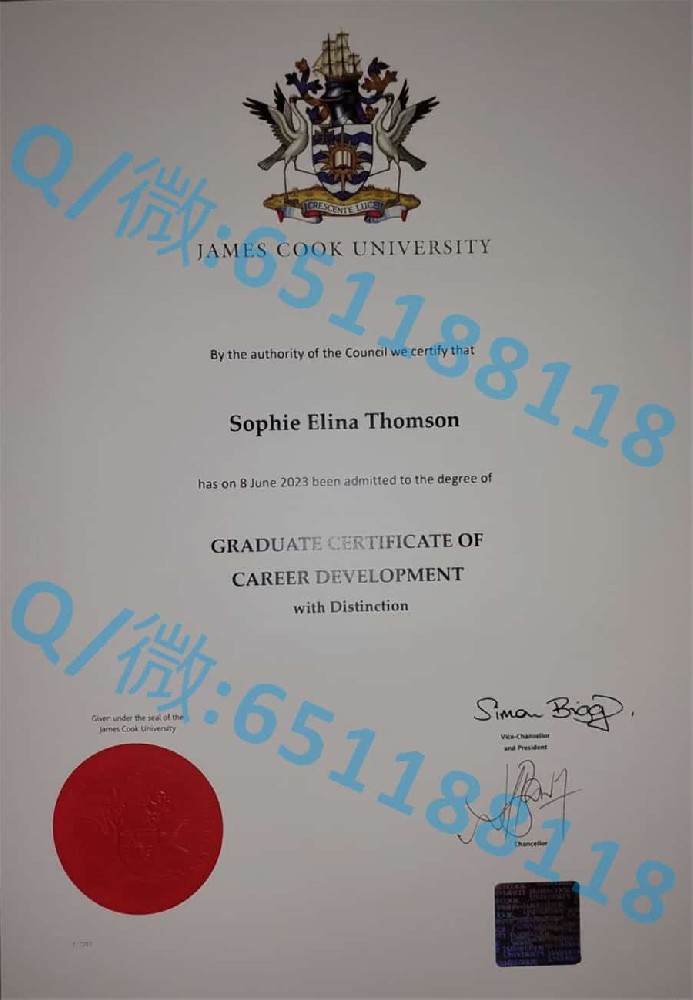 CRESCENTE LUCE
JAMES COOK UNIVERSITY
Q/微:651188118
By the authority of the Council we certify that
Sophie Elina Thomson
has on 8 June 2023 been admitted to the degree of
GRADUATE CERTIFICATE OF
CAREER DEVELOPMENT
with Distinction
Q/微:651188118
Given under the seal of the
James Cook University
Simon Biggs
Vice-Chancellor
and President
Chancellor